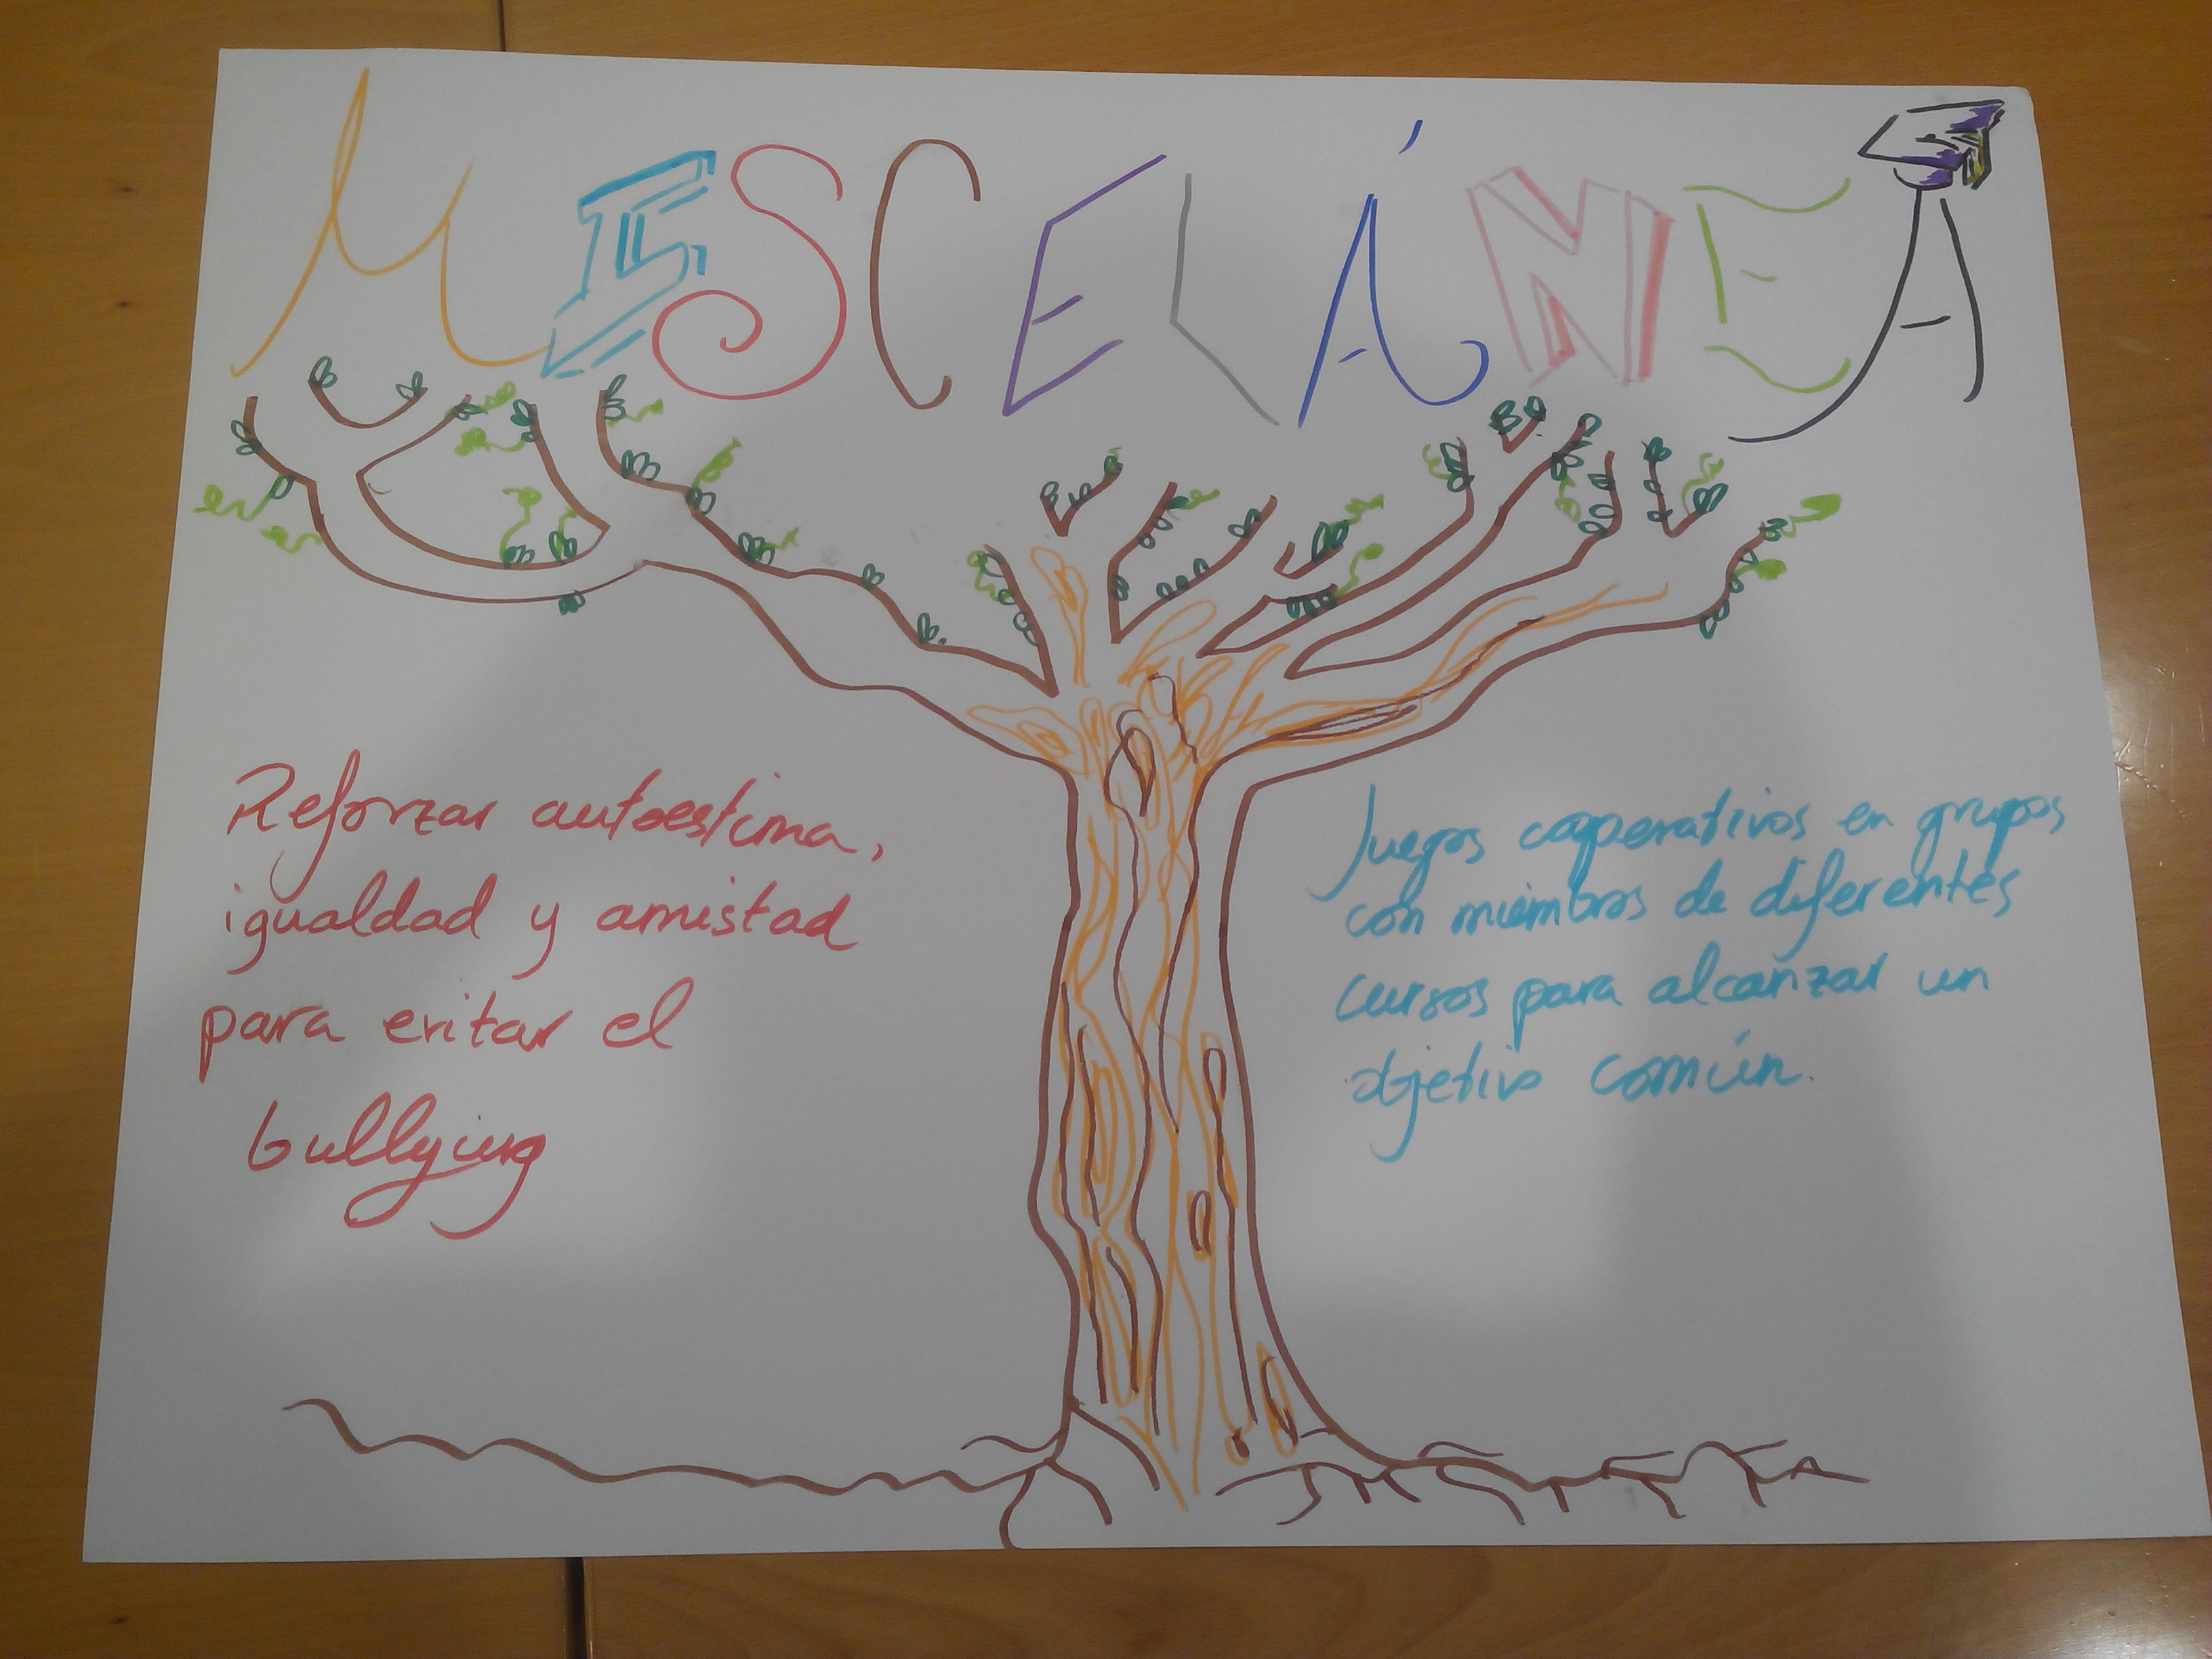 MESCELÁNEA
Reforzar autoestima,
igualdad y amistad
para evitar el
bullying
Juegos cooperativos en grupos
con miembros de diferentes
cursos para alcanzar un
objetivo común.